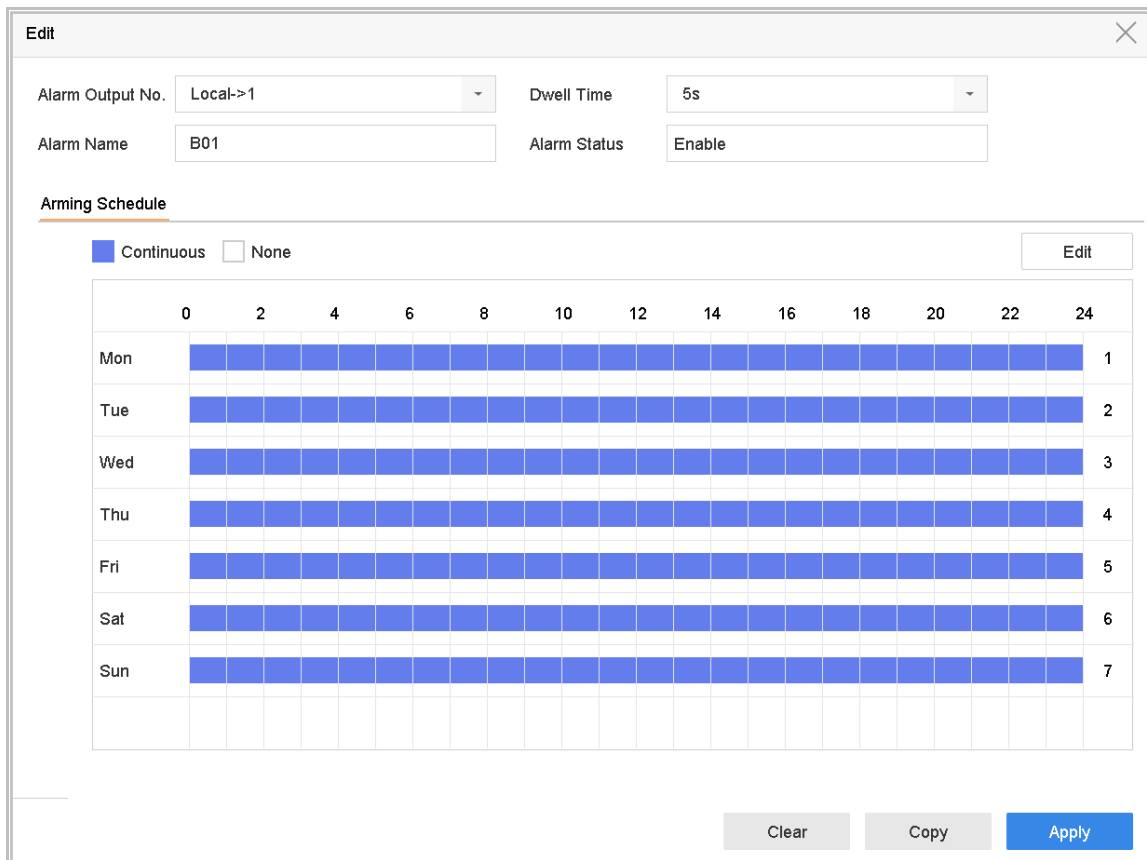 Edit
Alarm Output No. Local->1 Dwell Time 5s
Alarm Name B01 Alarm Status Enable
Arming Schedule
Continuous None Edit
0 2 4 6 8 10 12 14 16 18 20 22 24
Mon 1
Tue 2
Wed 3
Thu 4
Fri 5
Sat 6
Sun 7
Clear Copy Apply